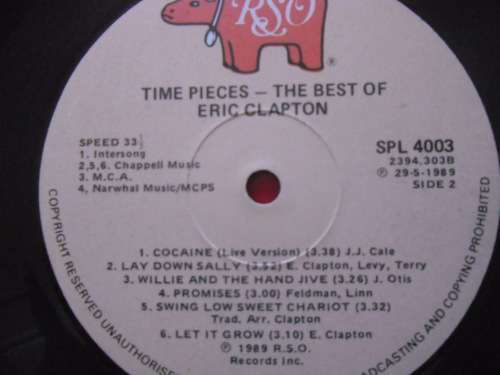 RSO
®
TIME PIECES – THE BEST OF
ERIC CLAPTON
SPEED 33⅓
1. Intersong
2,5,6. Chappell Music
3. M.C.A.
4, Narwhal Music/MCPS
SPL 4003
2394.303B
℗ 29-5-1989
SIDE 2
1. COCAINE (Live Version) (3.38) J.J. Cale
2. LAY DOWN SALLY (3.52) E. Clapton, Levy, Terry
3. WILLIE AND THE HAND JIVE (3.26) J. Otis
4. PROMISES (3.00) Feldman, Linn
5. SWING LOW SWEET CHARIOT (3.32)
Trad. Arr. Clapton
6. LET IT GROW (3.10) E. Clapton
℗ 1989 R.S.O.
Records Inc.
COPYRIGHT RESERVED UNAUTHORISE
ADCASTING AND COPYING PROHIBITED